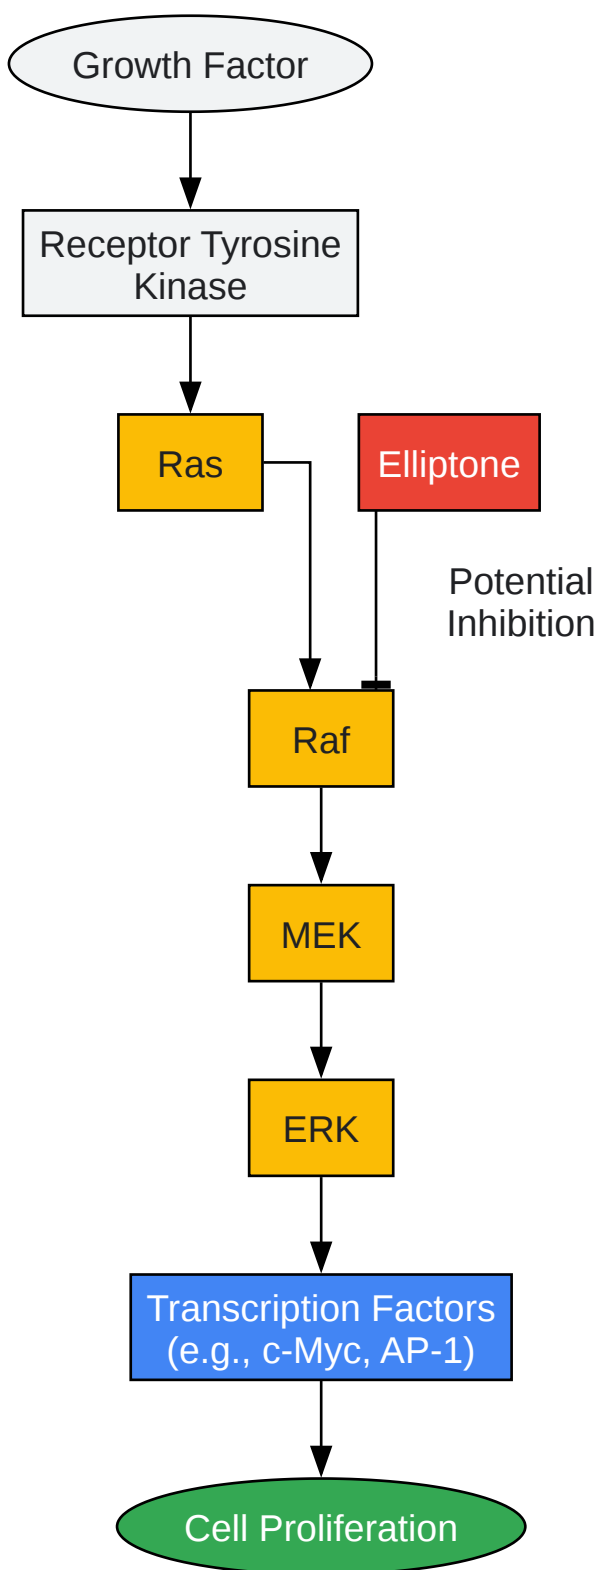 Growth Factor
Receptor Tyrosine
Kinase
Ras
Elliptone
Potential
Inhibition
Raf
MEK
ERK
Transcription Factors
(e.g., c-Myc, AP-1)
Cell Proliferation